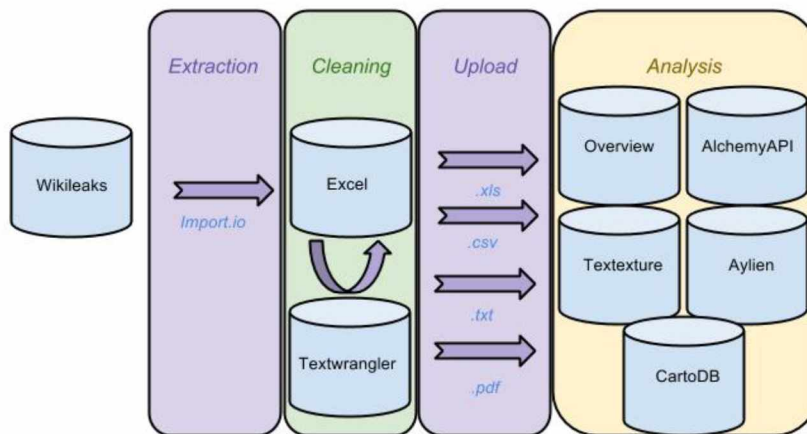 Extraction
Cleaning
Upload
Analysis
Wikileaks
Import.io
Excel
Textwrangler
.xls
.csv
.txt
.pdf
Overview
AlchemyAPI
Textexture
Aylien
CartoDB